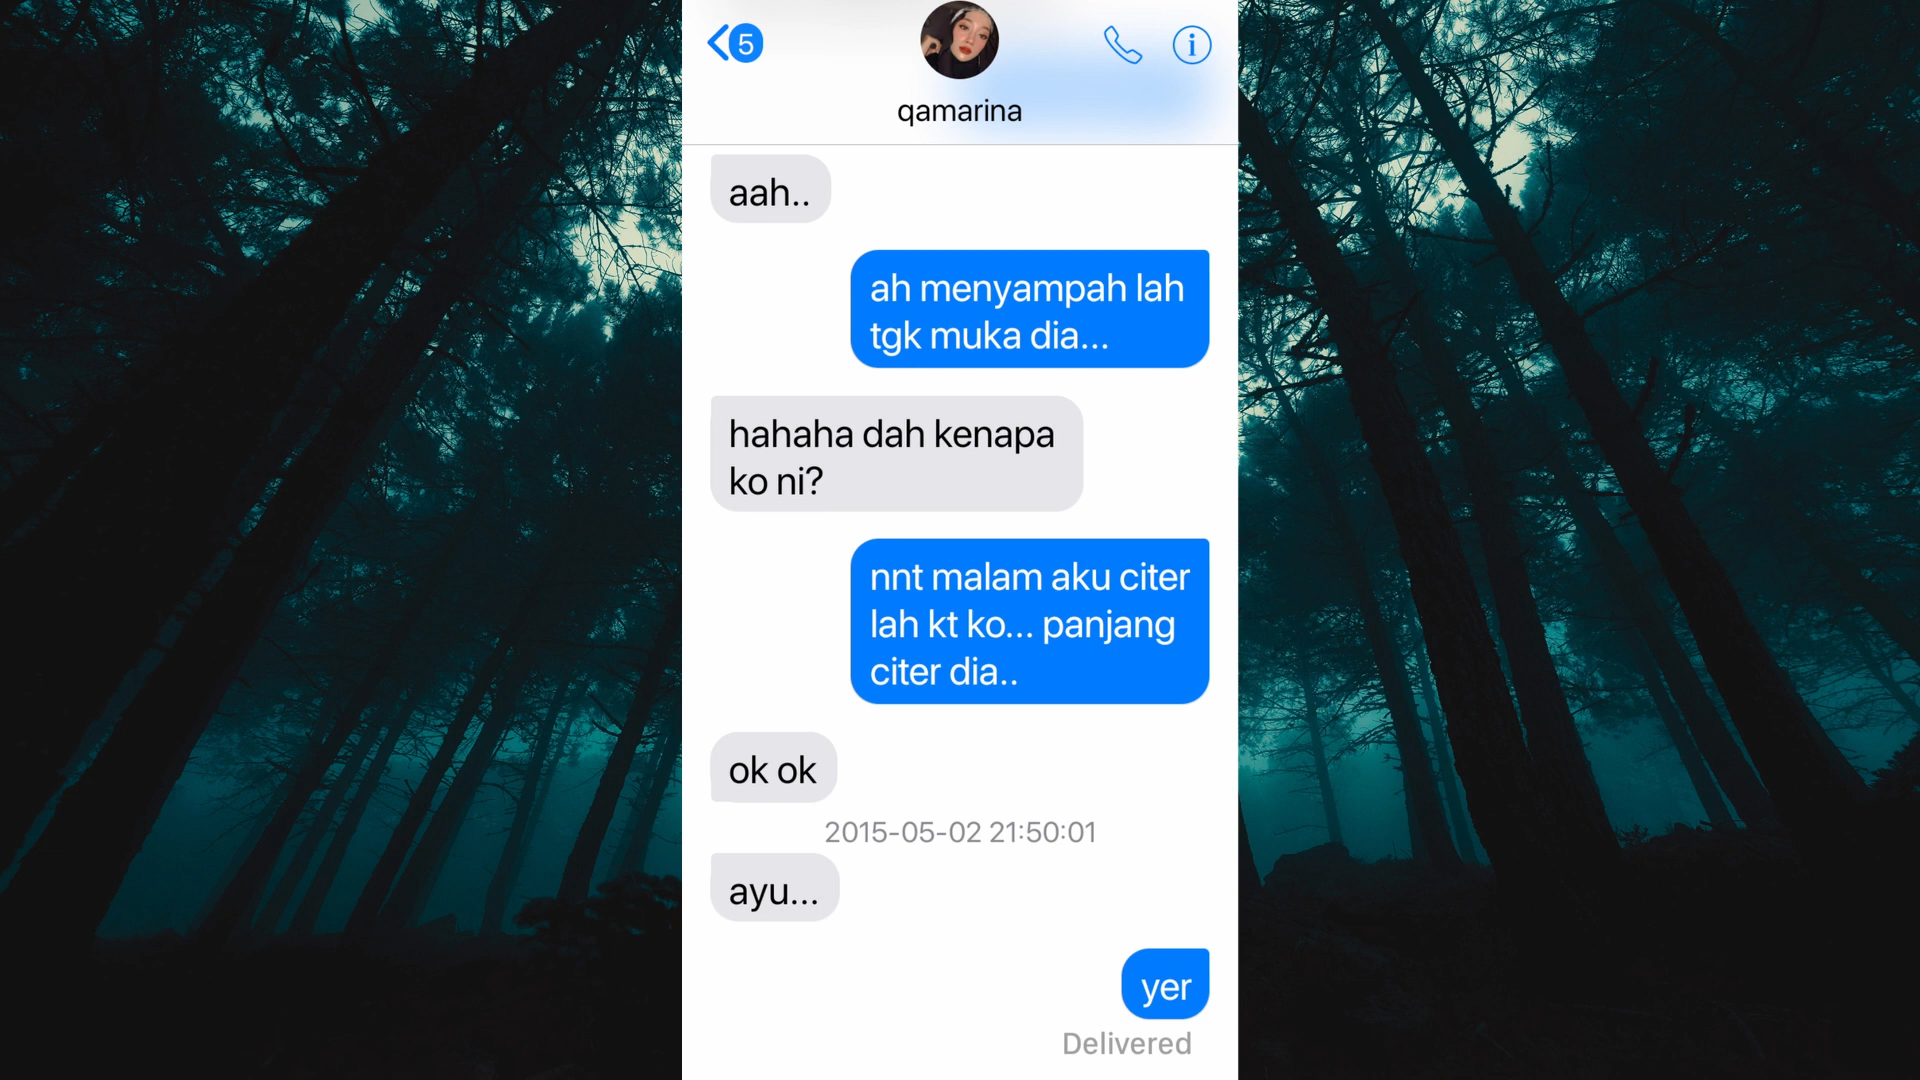 5
qamarina
aah..
ah menyampah lah
tgk muka dia...
hahaha dah kenapa
ko ni?
nnt malam aku citer
lah kt ko... panjang
citer dia..
ok ok
2015-05-02 21:50:01
ayu...
yer
Delivered